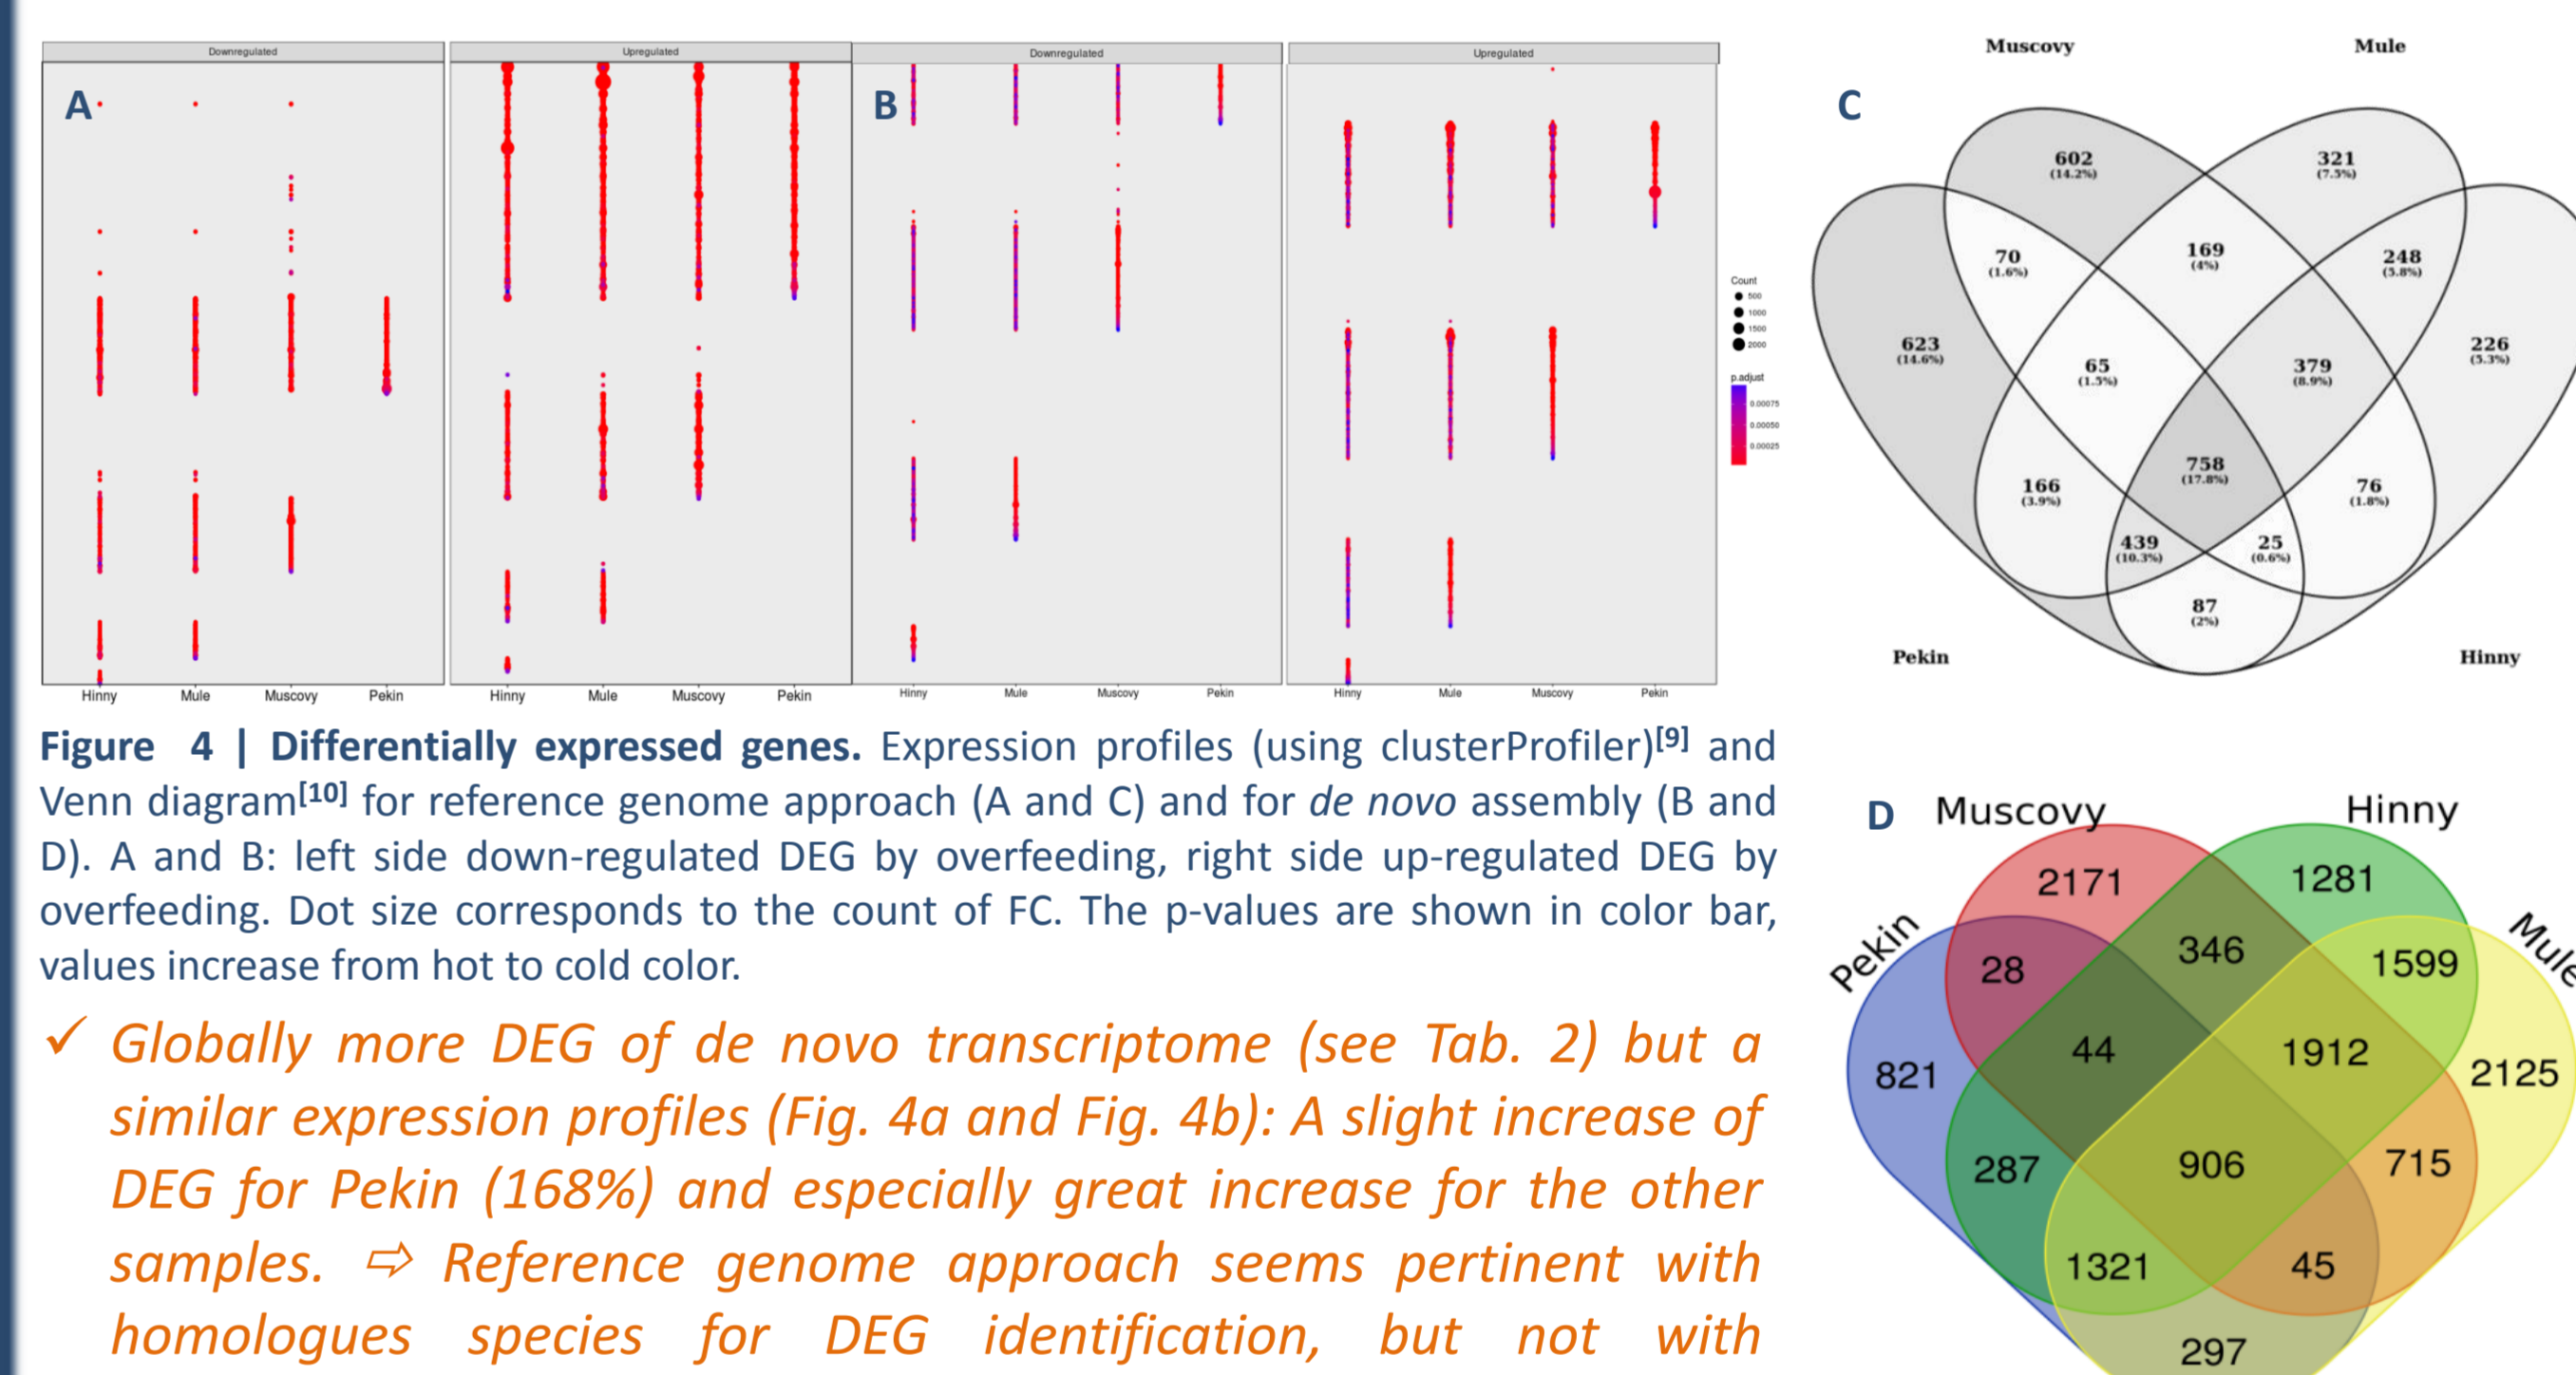 Downregulated
Upregulated
Downregulated
Upregulated
A
B
Hinny
Mule
Muscovy
Pekin
Hinny
Mule
Muscovy
Pekin
Hinny
Mule
Muscovy
Pekin
Hinny
Mule
Muscovy
Pekin
Count
500
1000
1500
2000
p.adjust
0.00075
0.00050
0.00025
C
Muscovy
Mule
602
(14.2%)
321
(7.5%)
70
(1.6%)
169
(4%)
248
(5.8%)
623
(14.6%)
65
(1.5%)
379
(8.9%)
226
(5.3%)
758
(17.8%)
166
(3.9%)
76
(1.8%)
439
(10.3%)
25
(0.6%)
87
(2%)
Pekin
Hinny
Figure 4 | Differentially expressed genes. Expression profiles (using clusterProfiler)[9] and
Venn diagram[10] for reference genome approach (A and C) and for de novo assembly (B and
D). A and B: left side down-regulated DEG by overfeeding, right side up-regulated DEG by
overfeeding. Dot size corresponds to the count of FC. The p-values are shown in color bar,
values increase from hot to cold color.
✓ Globally more DEG of de novo transcriptome (see Tab. 2) but a
similar expression profiles (Fig. 4a and Fig. 4b): A slight increase of
DEG for Pekin (168%) and especially great increase for the other
samples. ⇨ Reference genome approach seems pertinent with
homologues species for DEG identification, but not with
D
Muscovy
Hinny
Pekin
Mule
2171
1281
28
346
1599
821
44
1912
2125
287
906
715
1321
45
297